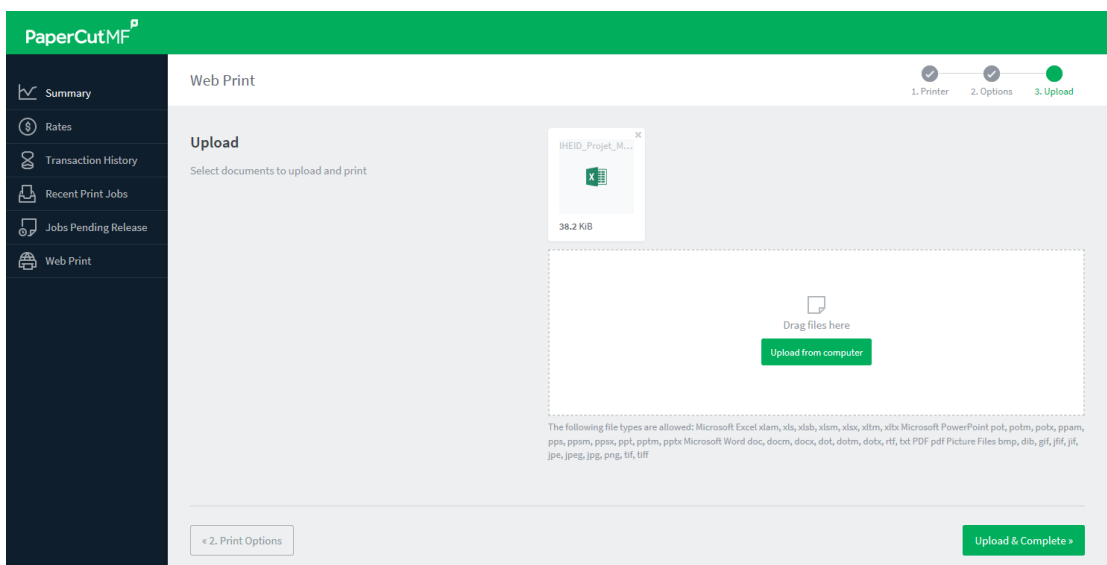 PaperCutMF
Summary
Rates
Transaction History
Recent Print Jobs
Jobs Pending Release
Web Print
Web Print
1. Printer
2. Options
3. Upload
Upload
Select documents to upload and print
IHEID_Projet_M...
38.2 KiB
Drag files here
Upload from computer
The following file types are allowed: Microsoft Excel xlam, xls, xlsb, xlsm, xlsx, xltm, xltx Microsoft PowerPoint pot, potm, potx, ppam,
pps, ppsm, ppsx, ppt, pptm, pptx Microsoft Word doc, docm, docx, dot, dotm, dotx, rtf, txt PDF pdf Picture Files bmp, dib, gif, jfif, jif,
jpe, jpeg, jpg, png, tif, tiff
« 2. Print Options
Upload & Complete »